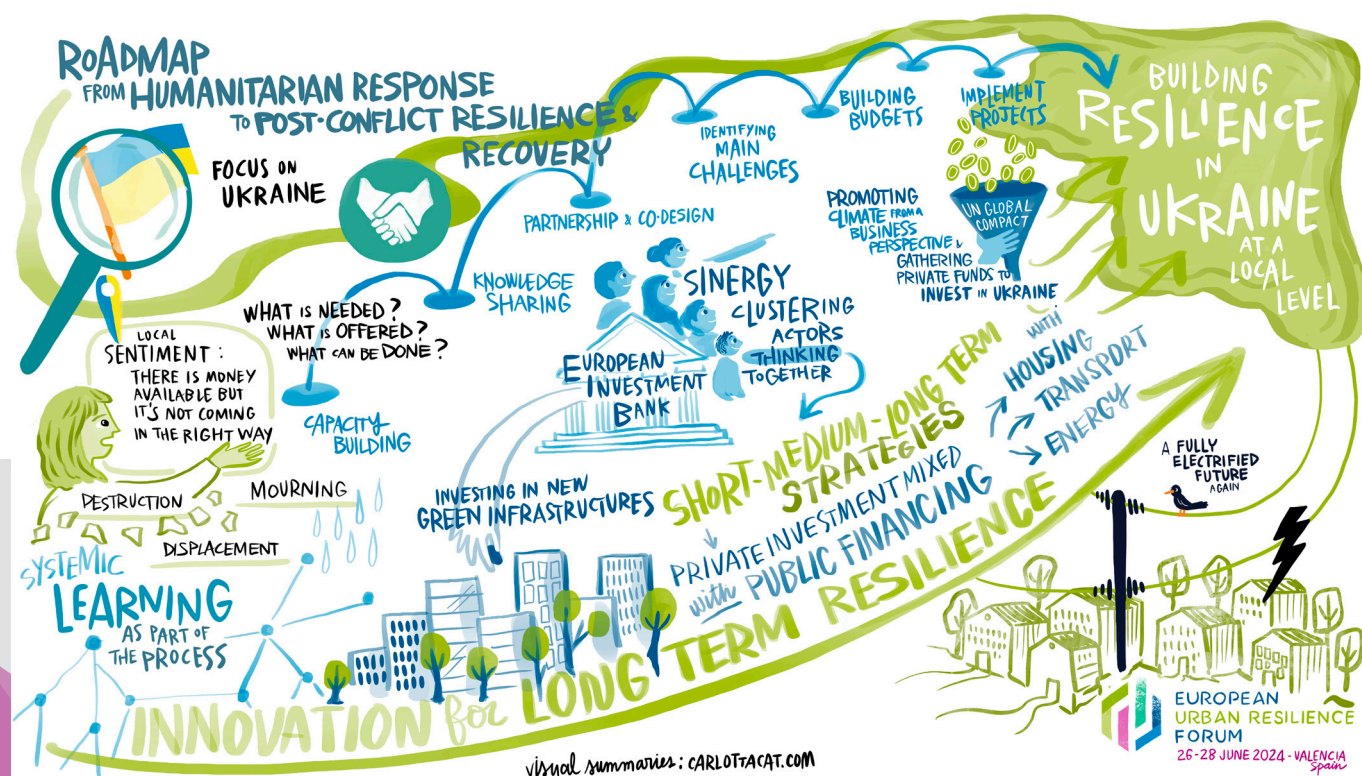 ROADMAP
FROM HUMANITARIAN RESPONSE
TO POST-CONFLICT RESILIENCE &
RECOVERY
FOCUS ON
UKRAINE
LOCAL
SENTIMENT:
THERE IS MONEY
AVAILABLE BUT
IT'S NOT COMING
IN THE RIGHT WAY
DESTRUCTION
MOURNING
DISPLACEMENT
SYSTEMIC
LEARNING
AS PART OF
THE PROCESS
WHAT IS NEEDED?
WHAT IS OFFERED?
WHAT CAN BE DONE?
CAPACITY
BUILDING
KNOWLEDGE
SHARING
PARTNERSHIP & CO-DESIGN
IDENTIFYING
MAIN
CHALLENGES
BUILDING
BUDGETS
IMPLEMENT
PROJECTS
BUILDING
RESILIENCE
IN
UKRAINE
AT A
LOCAL
LEVEL
PROMOTING
CLIMATE FROM A
BUSINESS
PERSPECTIVE &
GATHERING
PRIVATE FUNDS TO
INVEST IN UKRAINE
UN GLOBAL
COMPACT
SINERGY
CLUSTERING
ACTORS
THINKING
TOGETHER
EUROPEAN
INVESTMENT
BANK
INVESTING IN NEW
GREEN INFRASTRUCTURES
SHORT-MEDIUM-LONG TERM
STRATEGIES
with
HOUSING
TRANSPORT
ENERGY
PRIVATE INVESTMENT MIXED
with PUBLIC FINANCING
INNOVATION for LONG TERM RESILIENCE
A FULLY
ELECTRIFIED
FUTURE
AGAIN
EUROPEAN
URBAN RESILIENCE
FORUM
26-28 JUNE 2024 - VALENCIA
Spain
visual summaries: CARLOTTACAT.COM